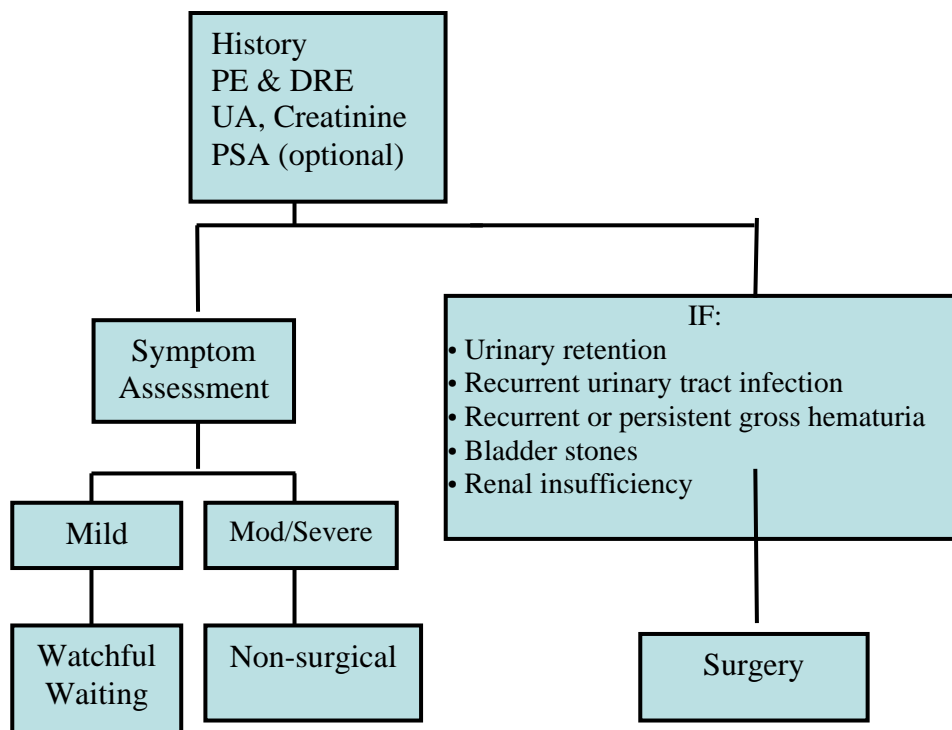 History
PE & DRE
UA, Creatinine
PSA (optional)
Symptom
Assessment
IF:
• Urinary retention
• Recurrent urinary tract infection
• Recurrent or persistent gross hematuria
• Bladder stones
• Renal insufficiency
Mild
Mod/Severe
Watchful
Waiting
Non-surgical
Surgery